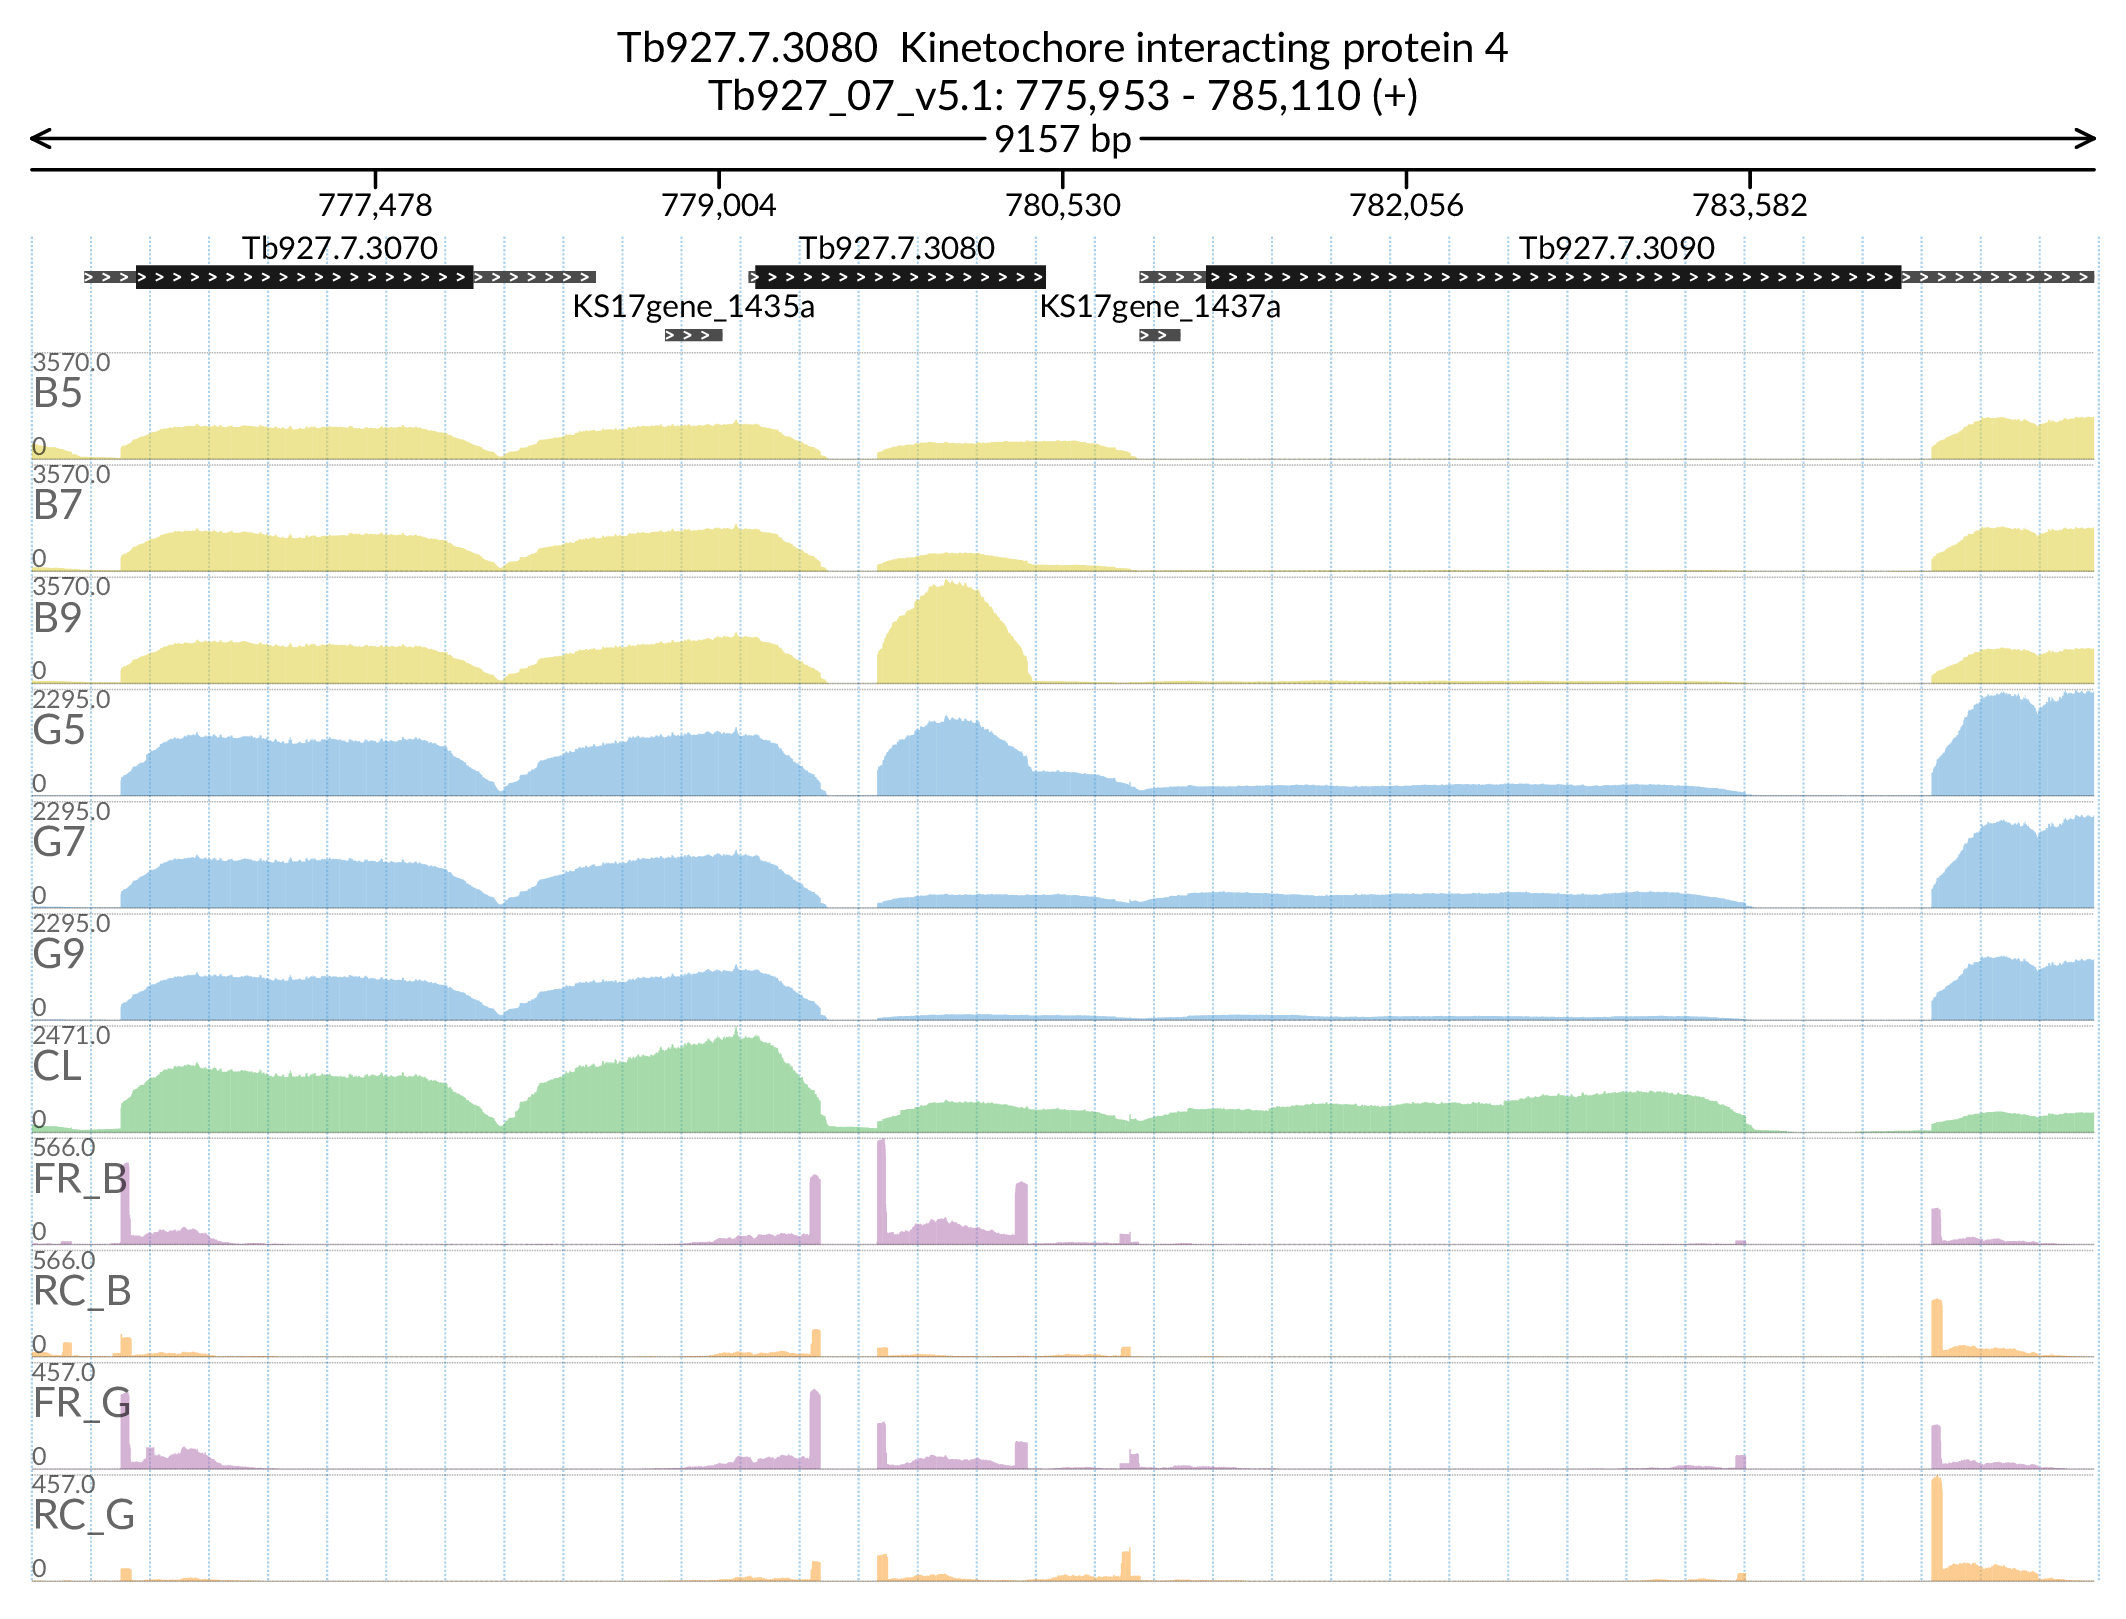 Tb927.7.3080  Kinetochore interacting protein 4
Tb927_07_v5.1: 775,953 - 785,110 (+)
9157 bp
777,478 779,004 780,530 782,056 783,582
Tb927.7.3070 Tb927.7.3080 Tb927.7.3090
KS17gene_1435a KS17gene_1437a
3570.0
B5
0
3570.0
B7
0
3570.0
B9
0
2295.0
G5
0
2295.0
G7
0
2295.0
G9
0
2471.0
CL
0
566.0
FR_B
0
566.0
RC_B
0
457.0
FR_G
0
457.0
RC_G
0